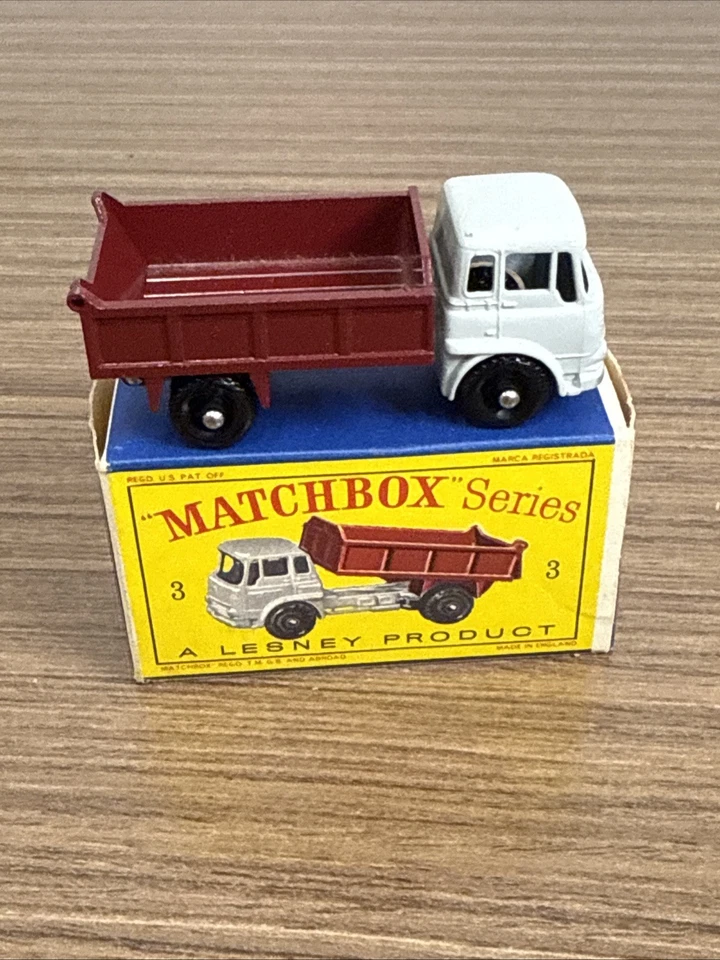 REGD. U.S. PAT. OFF.
MARCA REGISTRADA
"MATCHBOX" Series
3
3
A LESNEY PRODUCT
"MATCHBOX" REGD. T.M. G.B. AND ABROAD
MADE IN ENGLAND